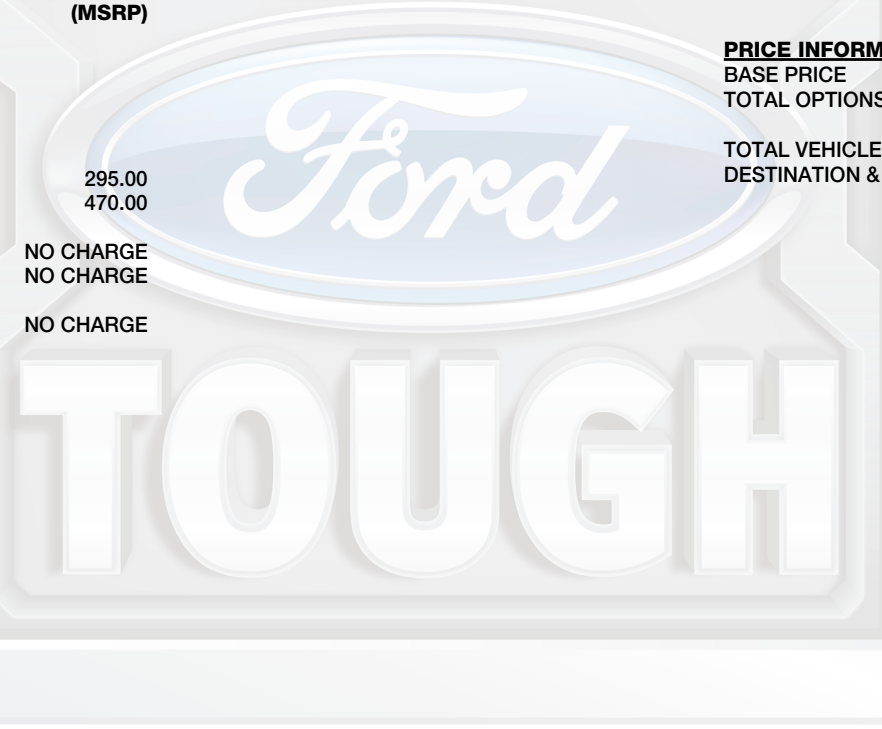 (MSRP)
295.00
470.00
NO CHARGE
NO CHARGE
NO CHARGE
PRICE INFORM
BASE PRICE
TOTAL OPTIONS
TOTAL VEHICLE
DESTINATION &
Ford
TOUGH